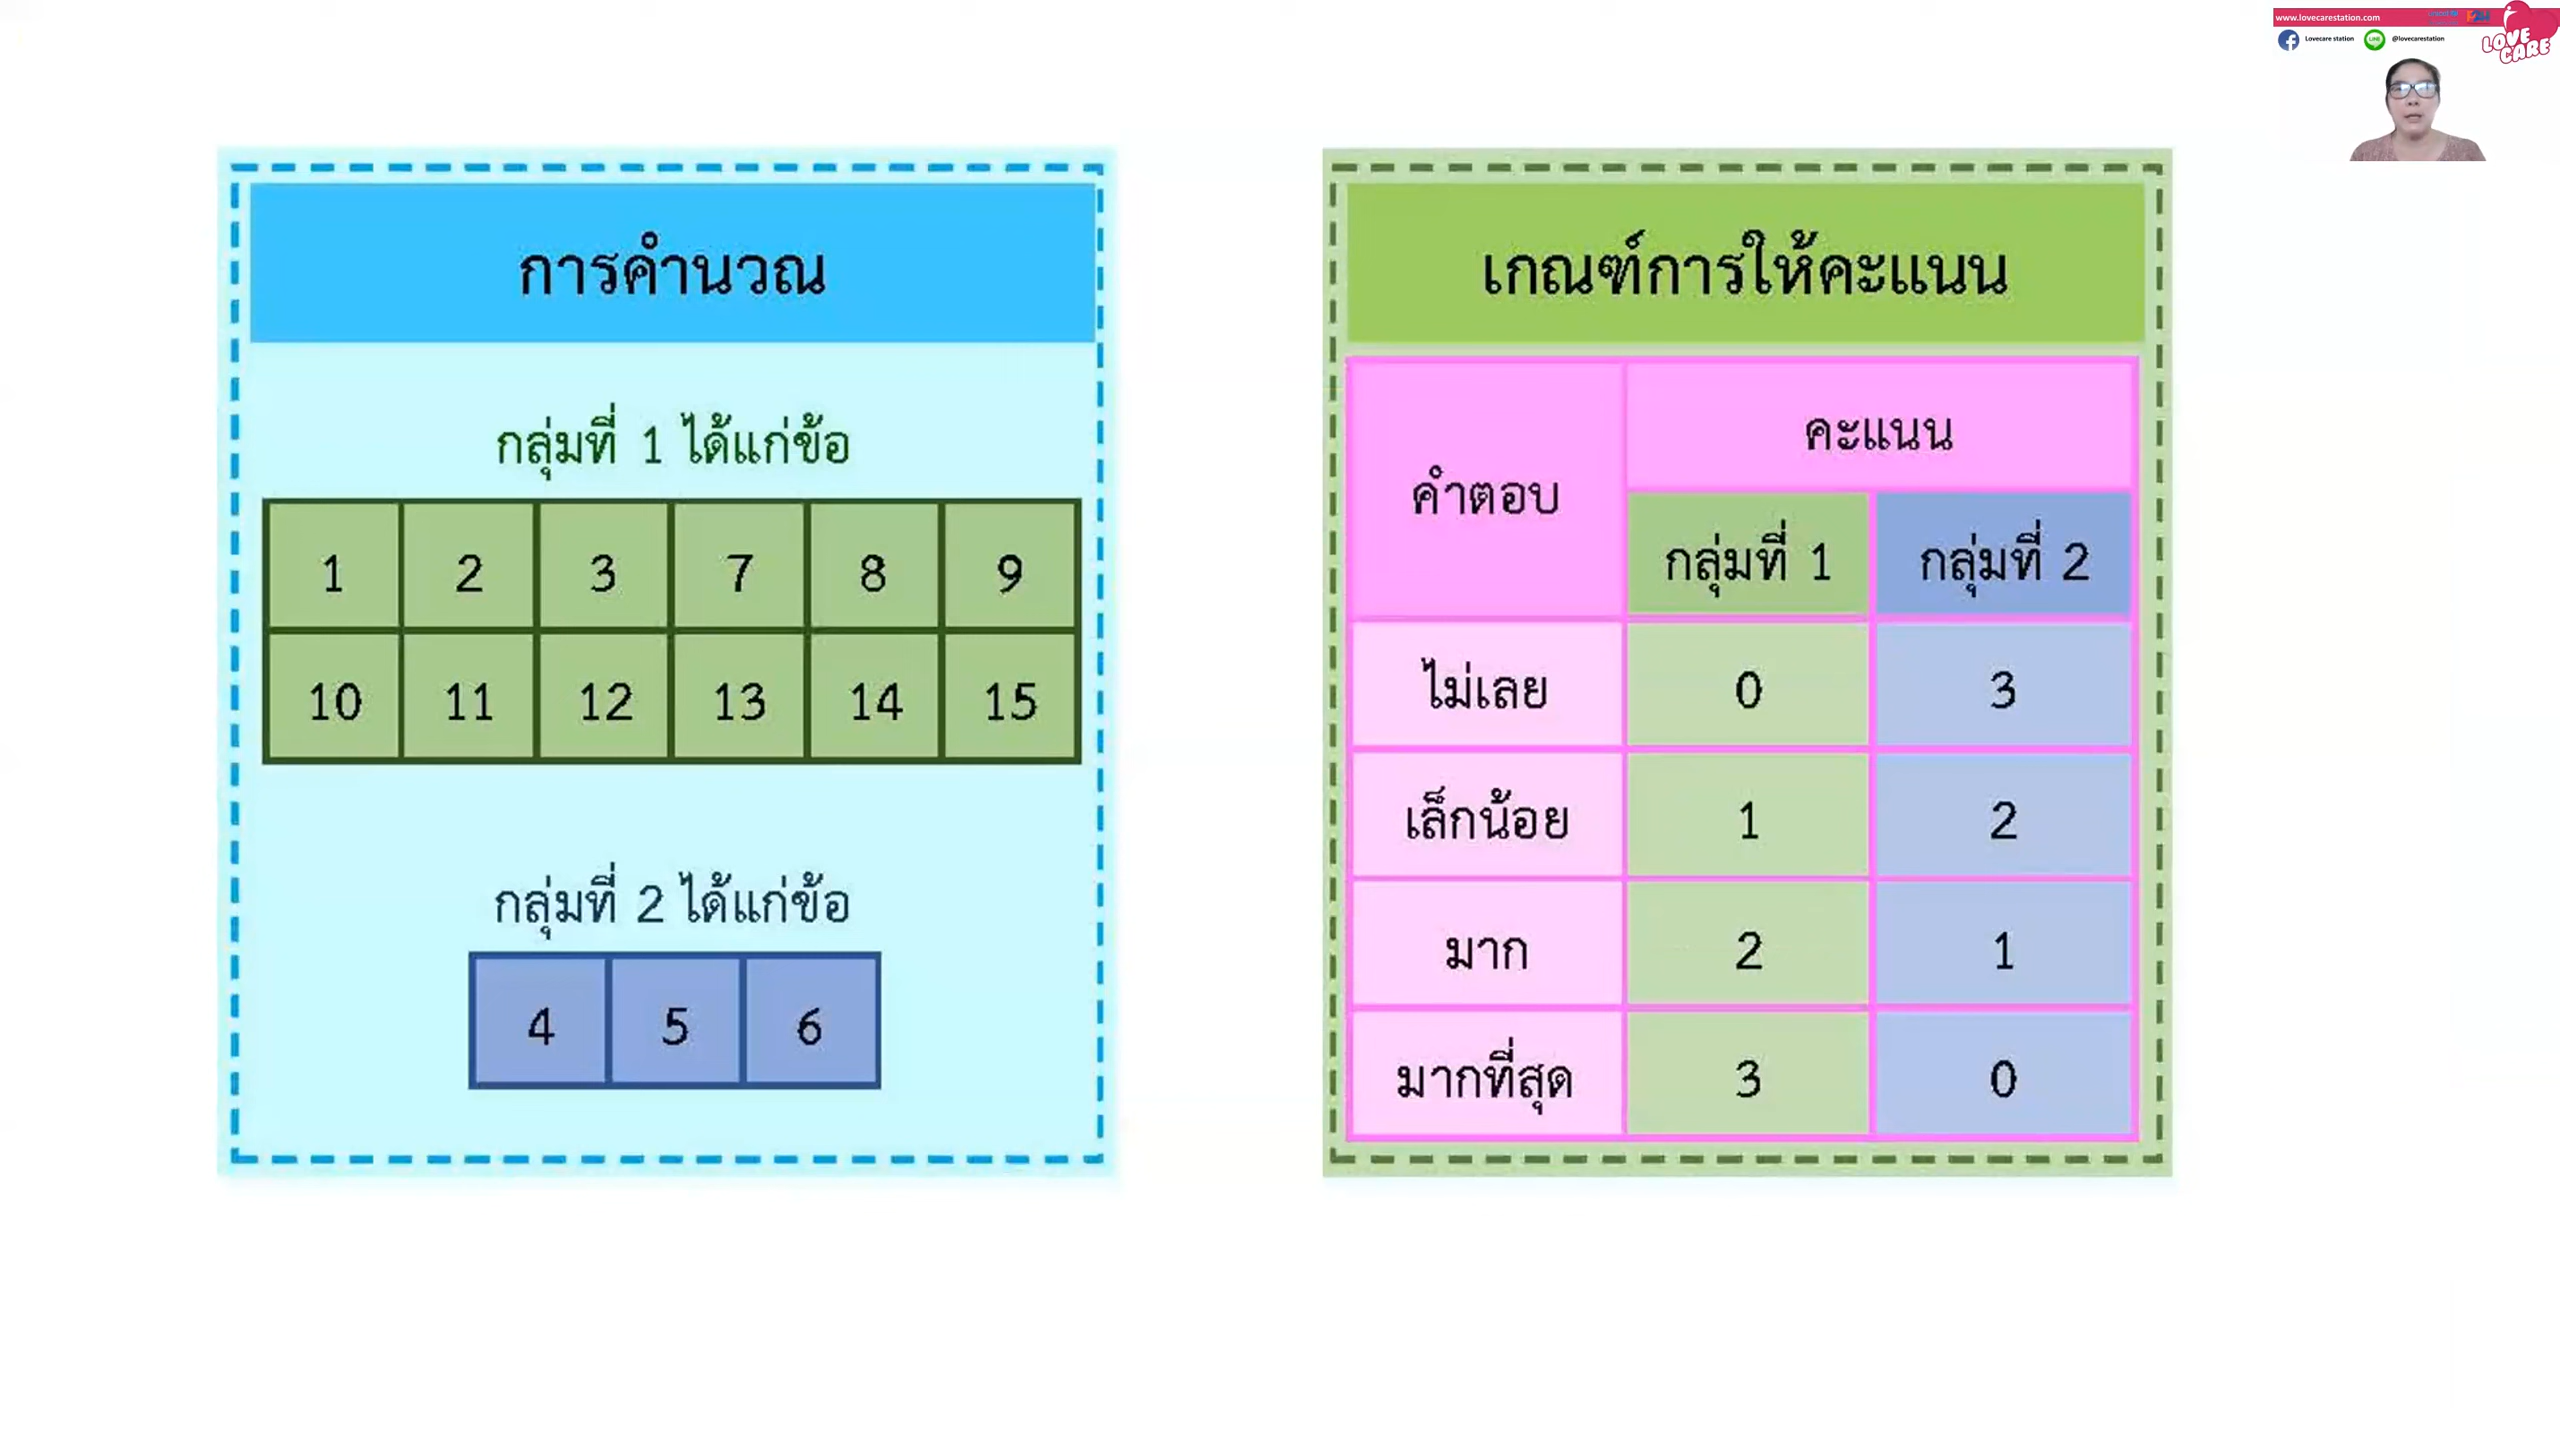 www.lovecarestation.com
Lovecare station
@lovecarestation
LOVE
CARE
การคำนวณ
กลุ่มที่ 1 ได้แก่ข้อ
1 2 3 7 8 9
10 11 12 13 14 15
กลุ่มที่ 2 ได้แก่ข้อ
4 5 6
เกณฑ์การให้คะแนน
คำตอบ คะแนน
กลุ่มที่ 1 กลุ่มที่ 2
ไม่เลย 0 3
เล็กน้อย 1 2
มาก 2 1
มากที่สุด 3 0